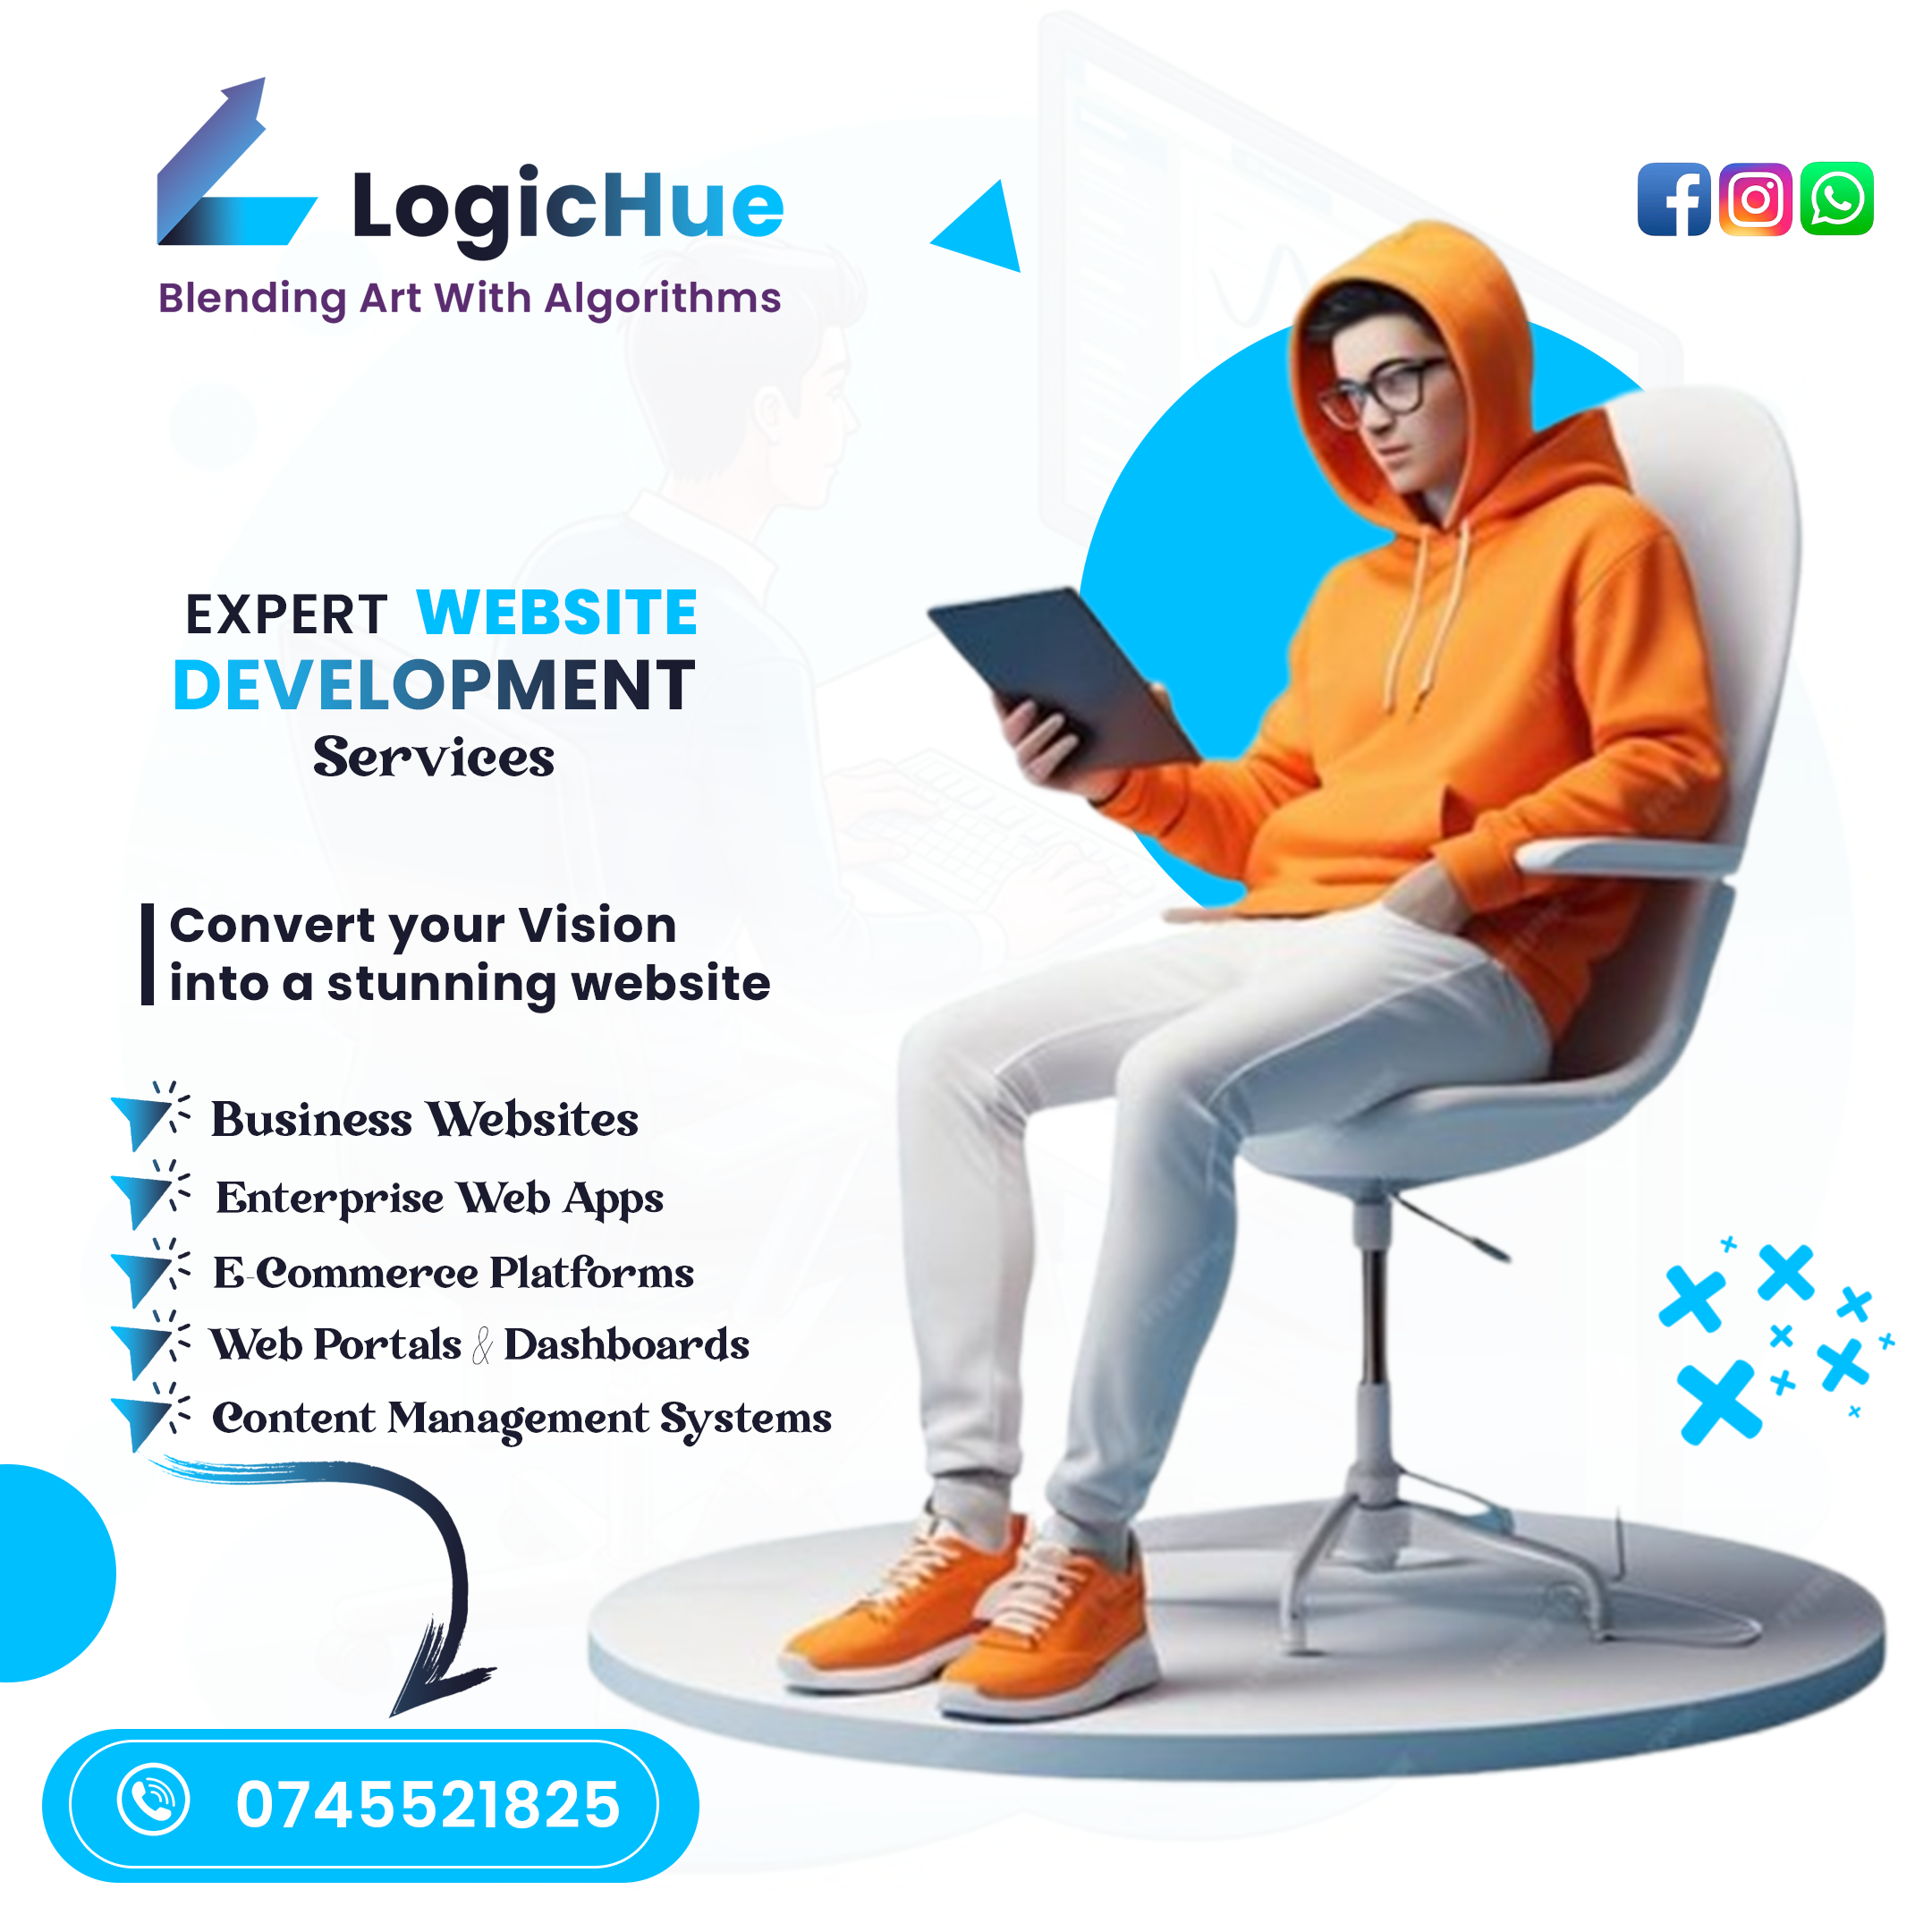 LogicHue
Blending Art With Algorithms
EXPERT WEBSITE
DEVELOPMENT
Services
Convert your Vision
into a stunning website
Business Websites
Enterprise Web Apps
E-Commerce Platforms
Web Portals & Dashboards
Content Management Systems
0745521825